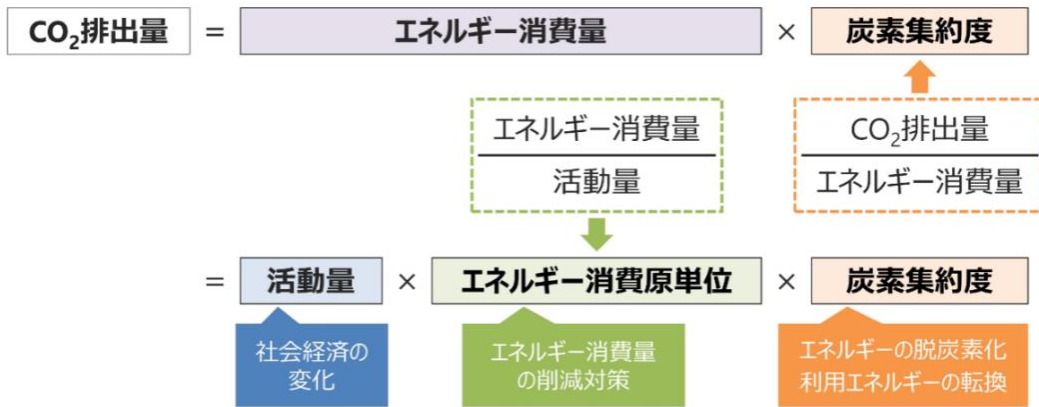 CO₂排出量 = エネルギー消費量 × 炭素集約度
エネルギー消費量
活動量
CO₂排出量
エネルギー消費量
= 活動量 × エネルギー消費原単位 × 炭素集約度
社会経済の
変化
エネルギー消費量
の削減対策
エネルギーの脱炭素化
利用エネルギーの転換